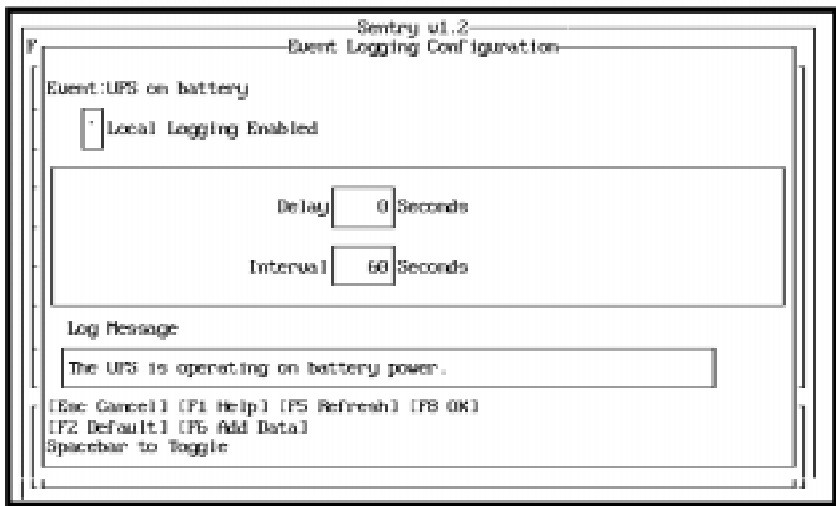 Sentry v1.2
Event Logging Configuration
F
Event:UPS on battery
Local Logging Enabled
Delay 0 Seconds
Interval 60 Seconds
Log Message
The UPS is operating on battery power.
[Esc Cancel] [F1 Help] [F5 Refresh] [F8 OK]
[F2 Default] [F6 Add Data]
Spacebar to Toggle